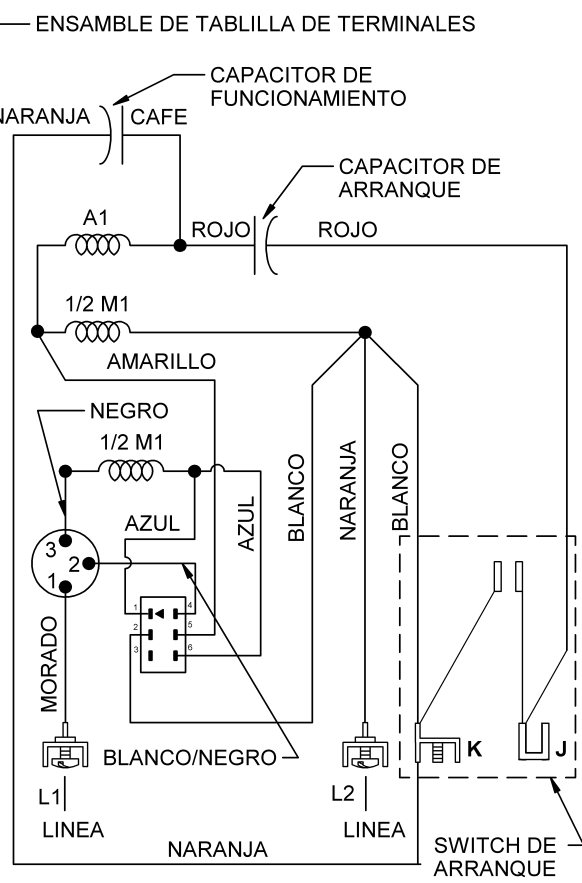 ENSAMBLE DE TABLILLA DE TERMINALES
CAPACITOR DE
FUNCIONAMIENTO
NARANJA
CAFE
CAPACITOR DE
ARRANQUE
A1
ROJO
ROJO
1/2 M1
AMARILLO
NEGRO
1/2 M1
BLANCO
NARANJA
BLANCO
AZUL
AZUL
3
2
1
1
4
2
5
3
6
MORADO
BLANCO/NEGRO
K
J
L1
LINEA
L2
LINEA
NARANJA
SWITCH DE
ARRANQUE